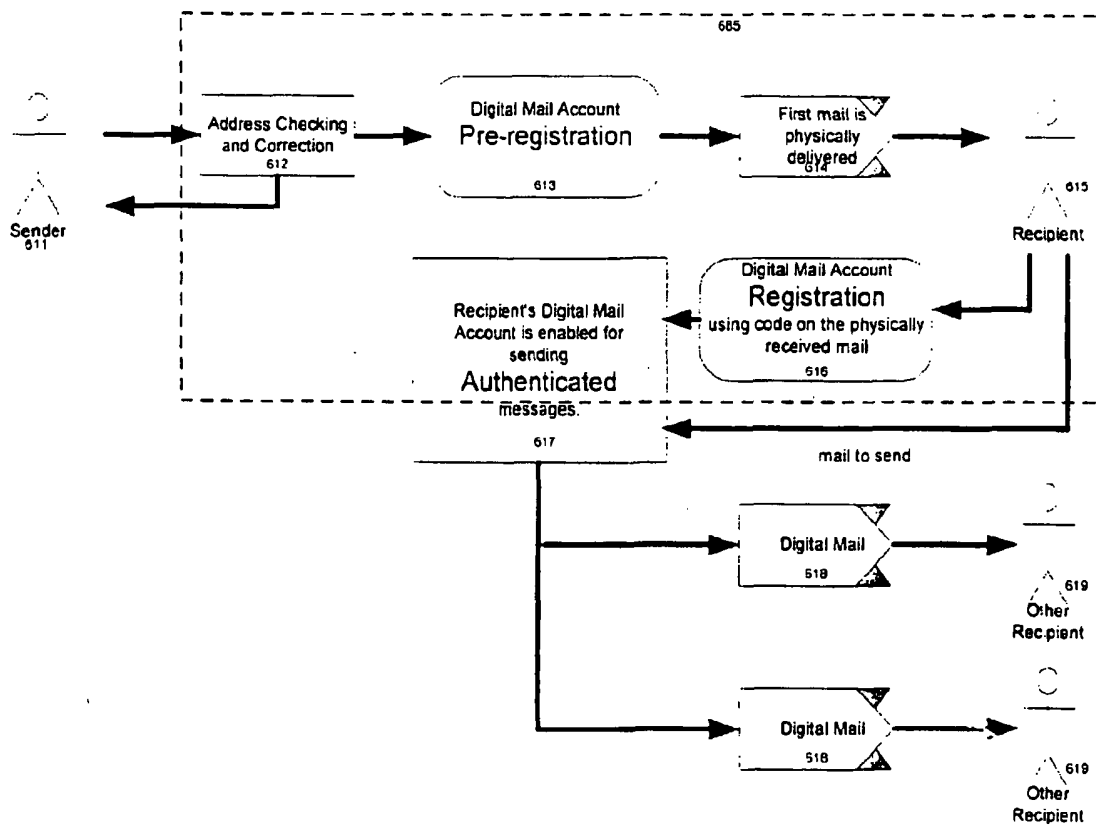 685
Address Checking
and Correction
612
Digital Mail Account
Pre-registration
613
First mail is
physically
delivered
614
615
Recipient
Sender
611
Recipient's Digital Mail
Account is enabled for
sending
Authenticated
messages.
617
Digital Mail Account
Registration
using code on the physically
received mail
616
mail to send
Digital Mail
618
619
Other
Recipient
Digital Mail
618
619
Other
Recipient